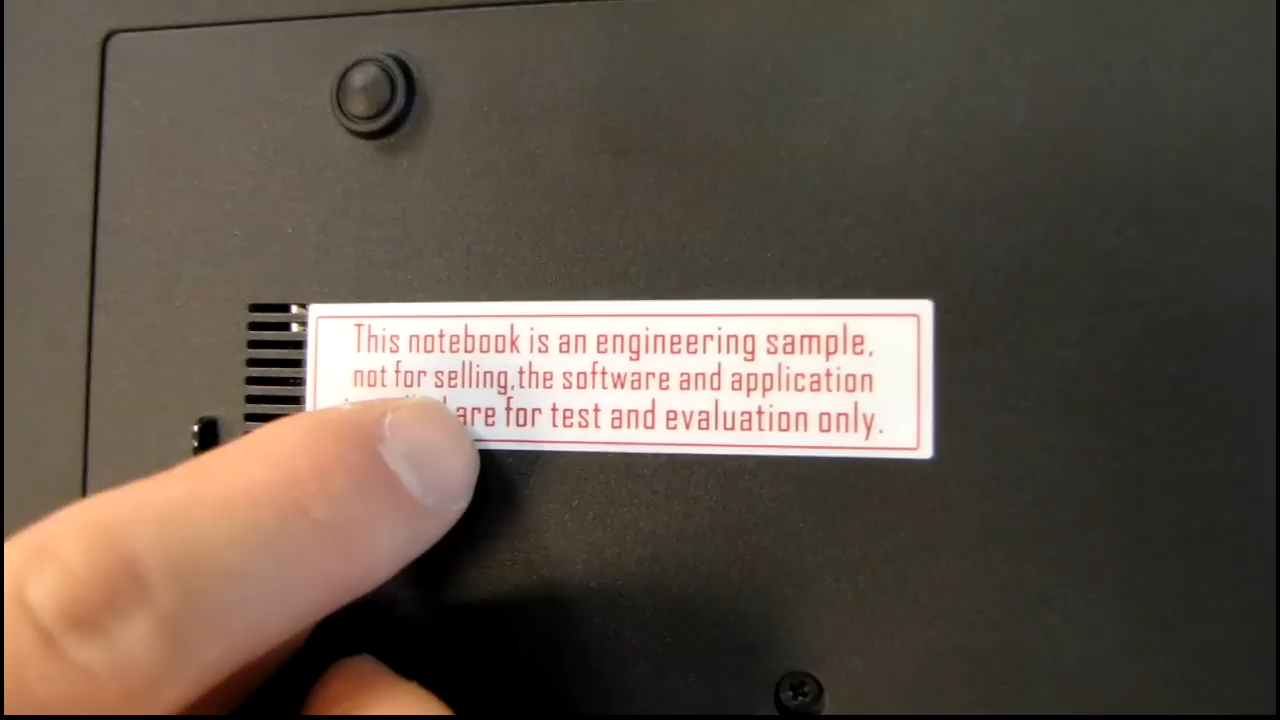 This notebook is an engineering sample,
not for selling,the software and application
are for test and evaluation only.